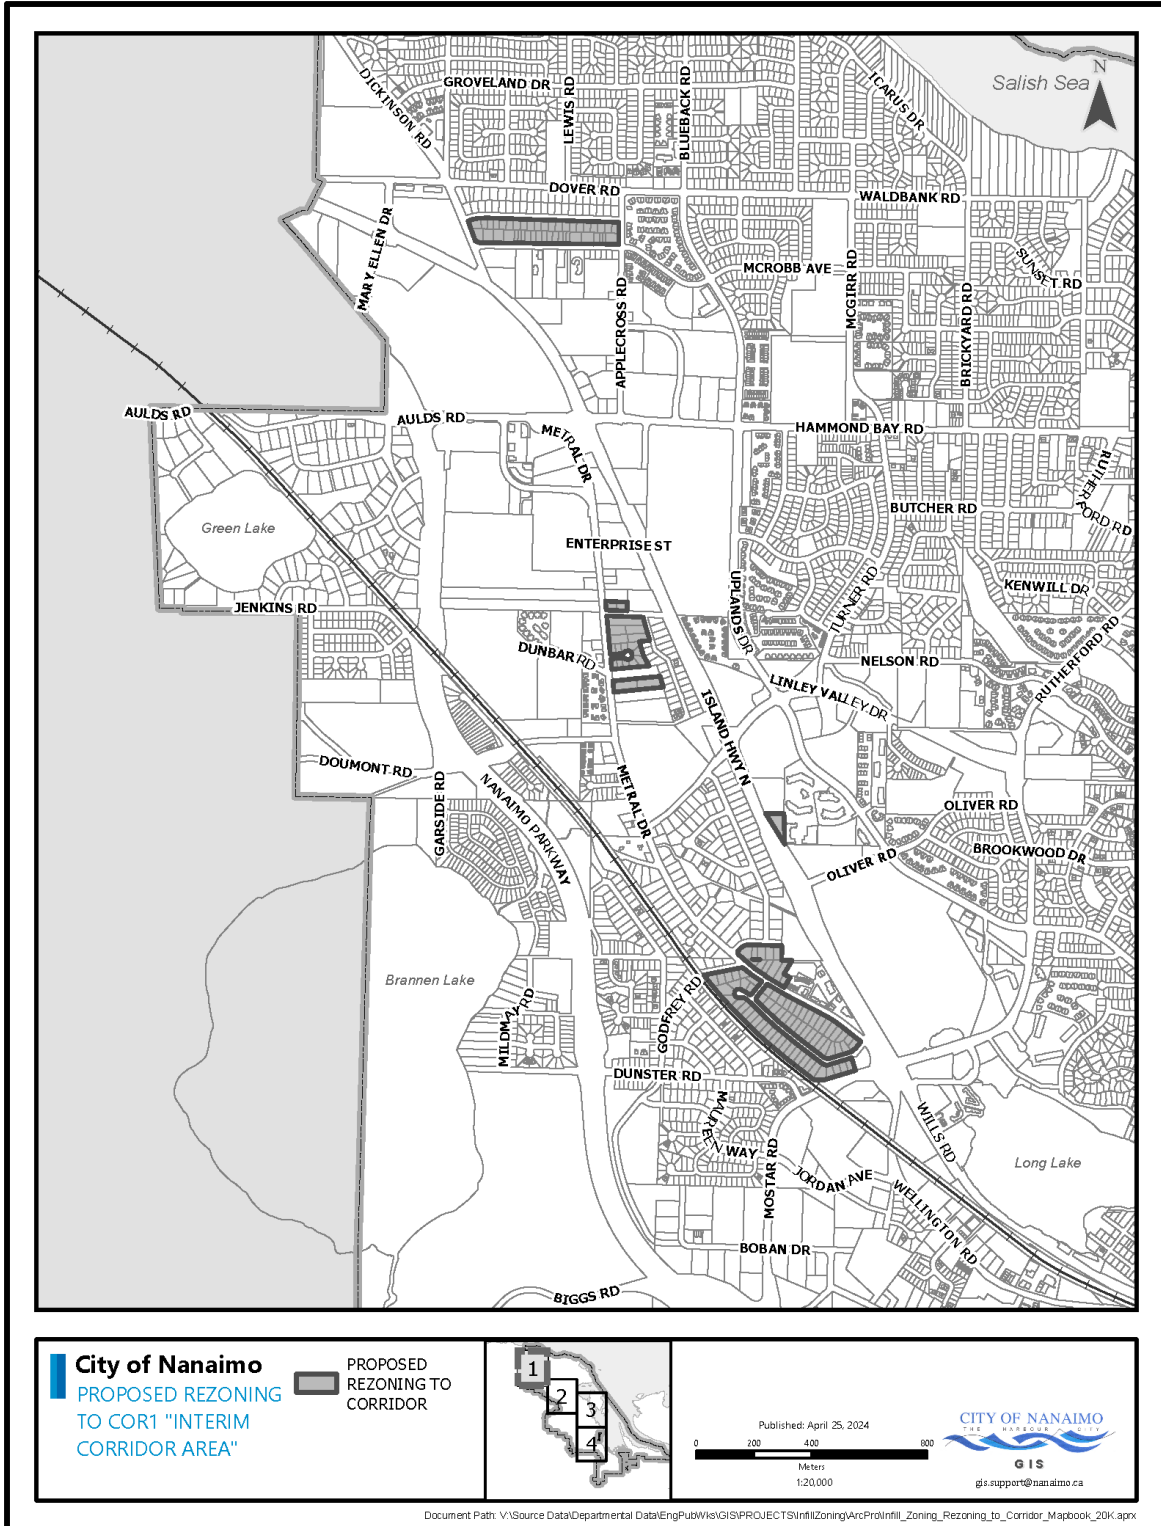 Salish Sea
N
DICKINSON RD
GROVELAND DR
LEWIS RD
BLUEBACK RD
ICARUS DR
DOVER RD
WALDBANK RD
MARY ELLEN DR
MCROBB AVE
MCGIRR RD
SUNSET RD
BRICKYARD RD
APPLECROSS RD
AULDS RD
AULDS RD
METRAL DR
HAMMOND BAY RD
RUTHERFORD RD
BUTCHER RD
Green Lake
ENTERPRISE ST
UPLANDS DR
TURNER RD
KENWILL DR
JENKINS RD
DUNBAR RD
NELSON RD
RUTHERFORD RD
LINLEY VALLEY DR
ISLAND HWY N
DOUMONT RD
GARSIDE RD
NANAIMO PARKWAY
METRAL DR
OLIVER RD
BROOKWOOD DR
OLIVER RD
Brannen Lake
MILDMAY RD
GODFREY RD
DUNSTER RD
MAUREEN WAY
WILLS RD
Long Lake
MOSTAR RD
JORDAN AVE
WELLINGTON RD
BOBAN DR
BIGGS RD
City of Nanaimo
PROPOSED REZONING
TO COR1 "INTERIM
CORRIDOR AREA"
PROPOSED
REZONING TO
CORRIDOR
1
2
3
4
Published: April 25, 2024
0 200 400 800
Meters
1:20,000
CITY OF NANAIMO
THE HARBOUR CITY
GIS
gis.support@nanaimo.ca
Document Path: V:\Source Data\Departmental Data\EngPubWks\GIS\PROJECTS\InfillZoning\ArcPro\Infill_Zoning_Rezoning_to_Corridor_Mapbook_20K.aprx